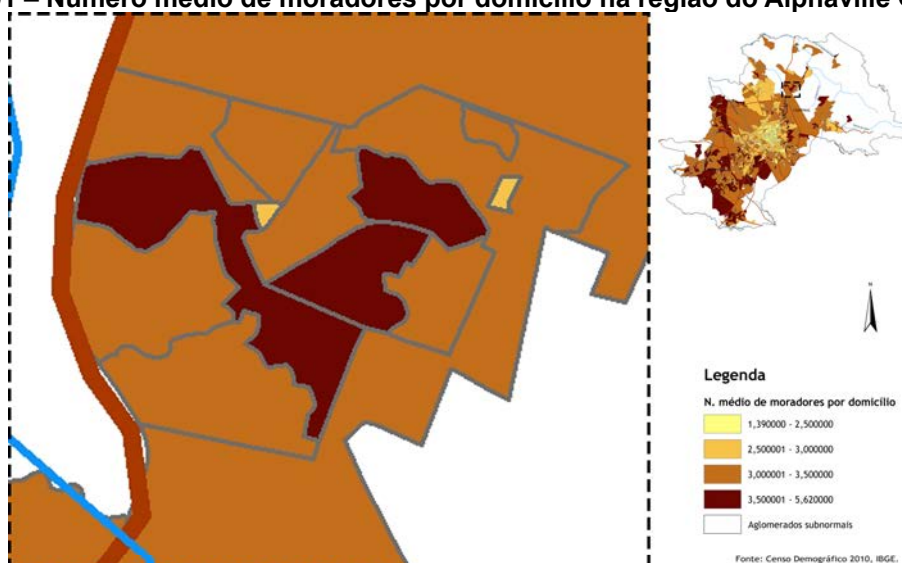 – Número médio de moradores por domicílio na região do Alphaville
N
Legenda
N. médio de moradores por domicílio
1,390000 - 2,500000
2,500001 - 3,000000
3,000001 - 3,500000
3,500001 - 5,620000
Aglomerados subnormais
Fonte: Censo Demográfico 2010, IBGE.